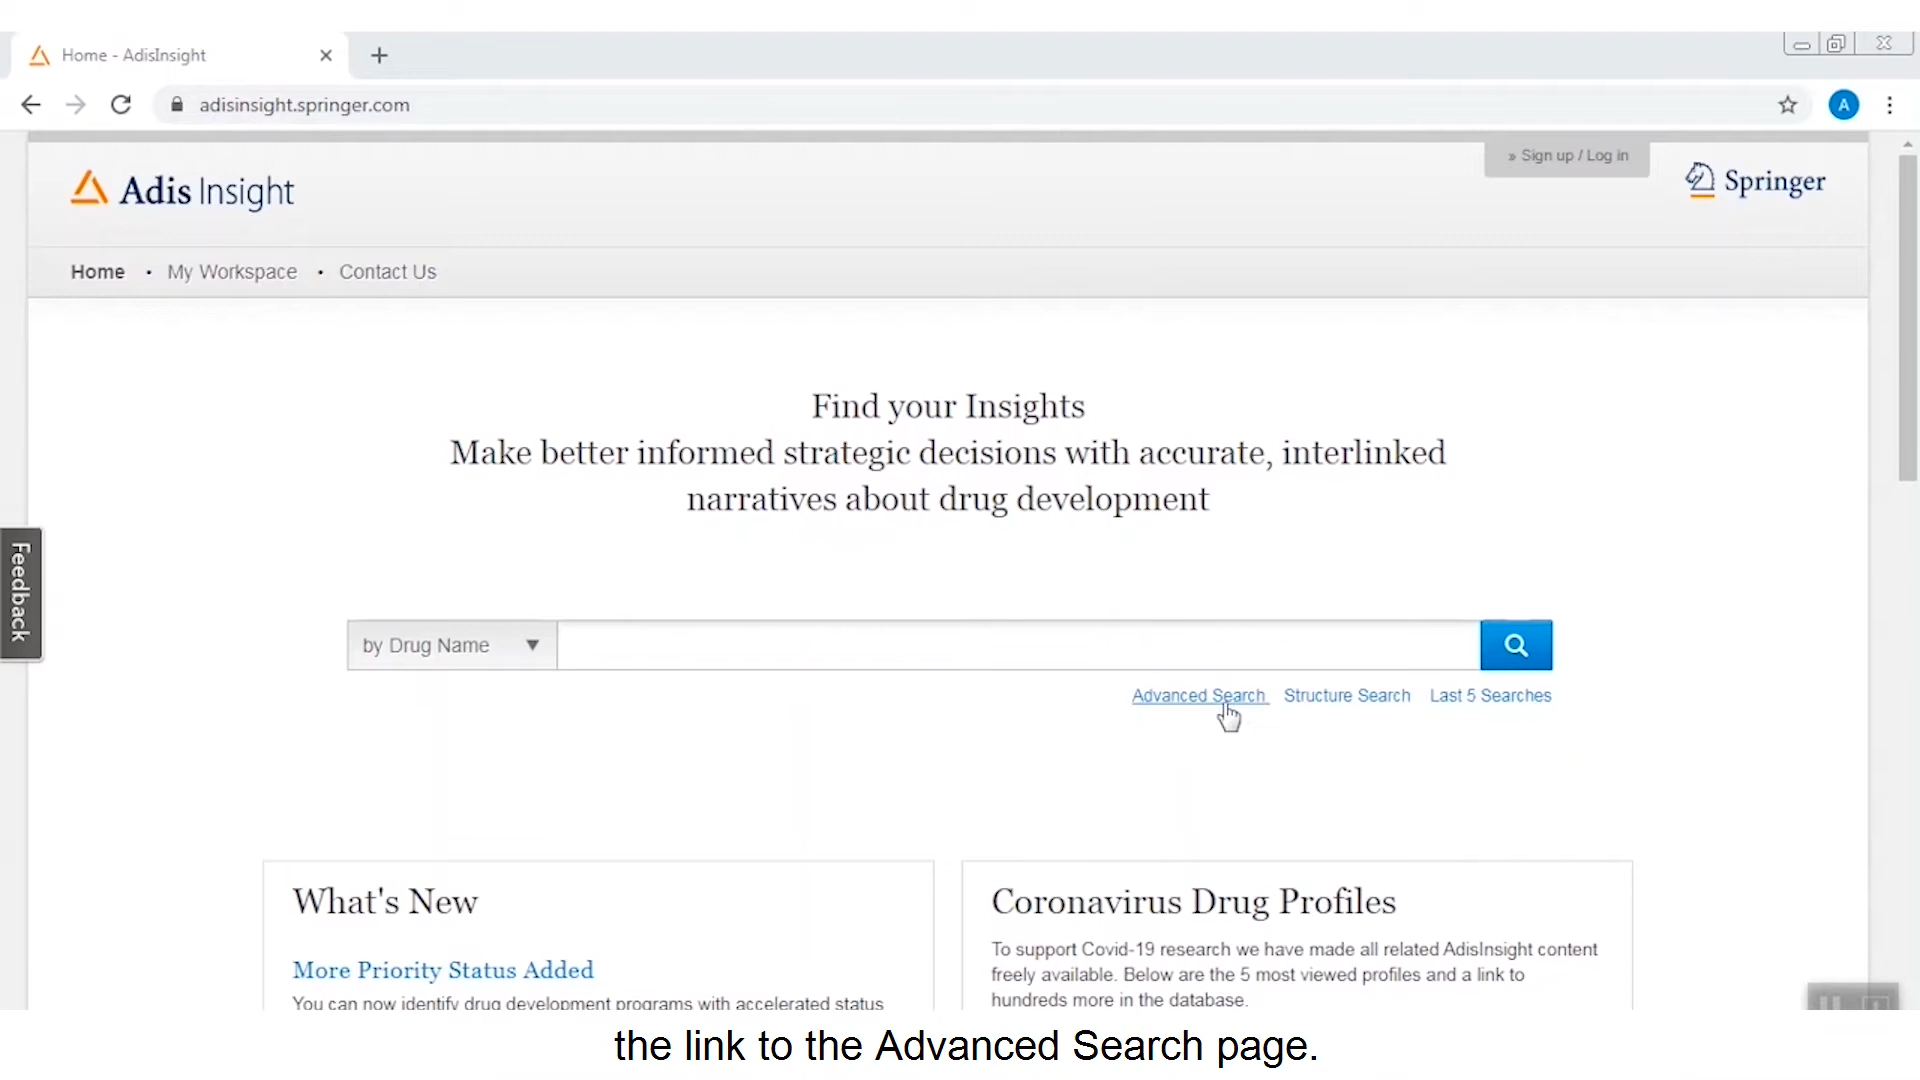 Home - AdisInsight
adisinsight.springer.com
A
» Sign up / Log in
Adis Insight
Springer
Home • My Workspace • Contact Us
Find your Insights
Make better informed strategic decisions with accurate, interlinked
narratives about drug development
Feedback
by Drug Name
Advanced Search Structure Search Last 5 Searches
What's New
More Priority Status Added
You can now identify drug development programs with accelerated status
Coronavirus Drug Profiles
To support Covid-19 research we have made all related AdisInsight content
freely available. Below are the 5 most viewed profiles and a link to
hundreds more in the database.
the link to the Advanced Search page.